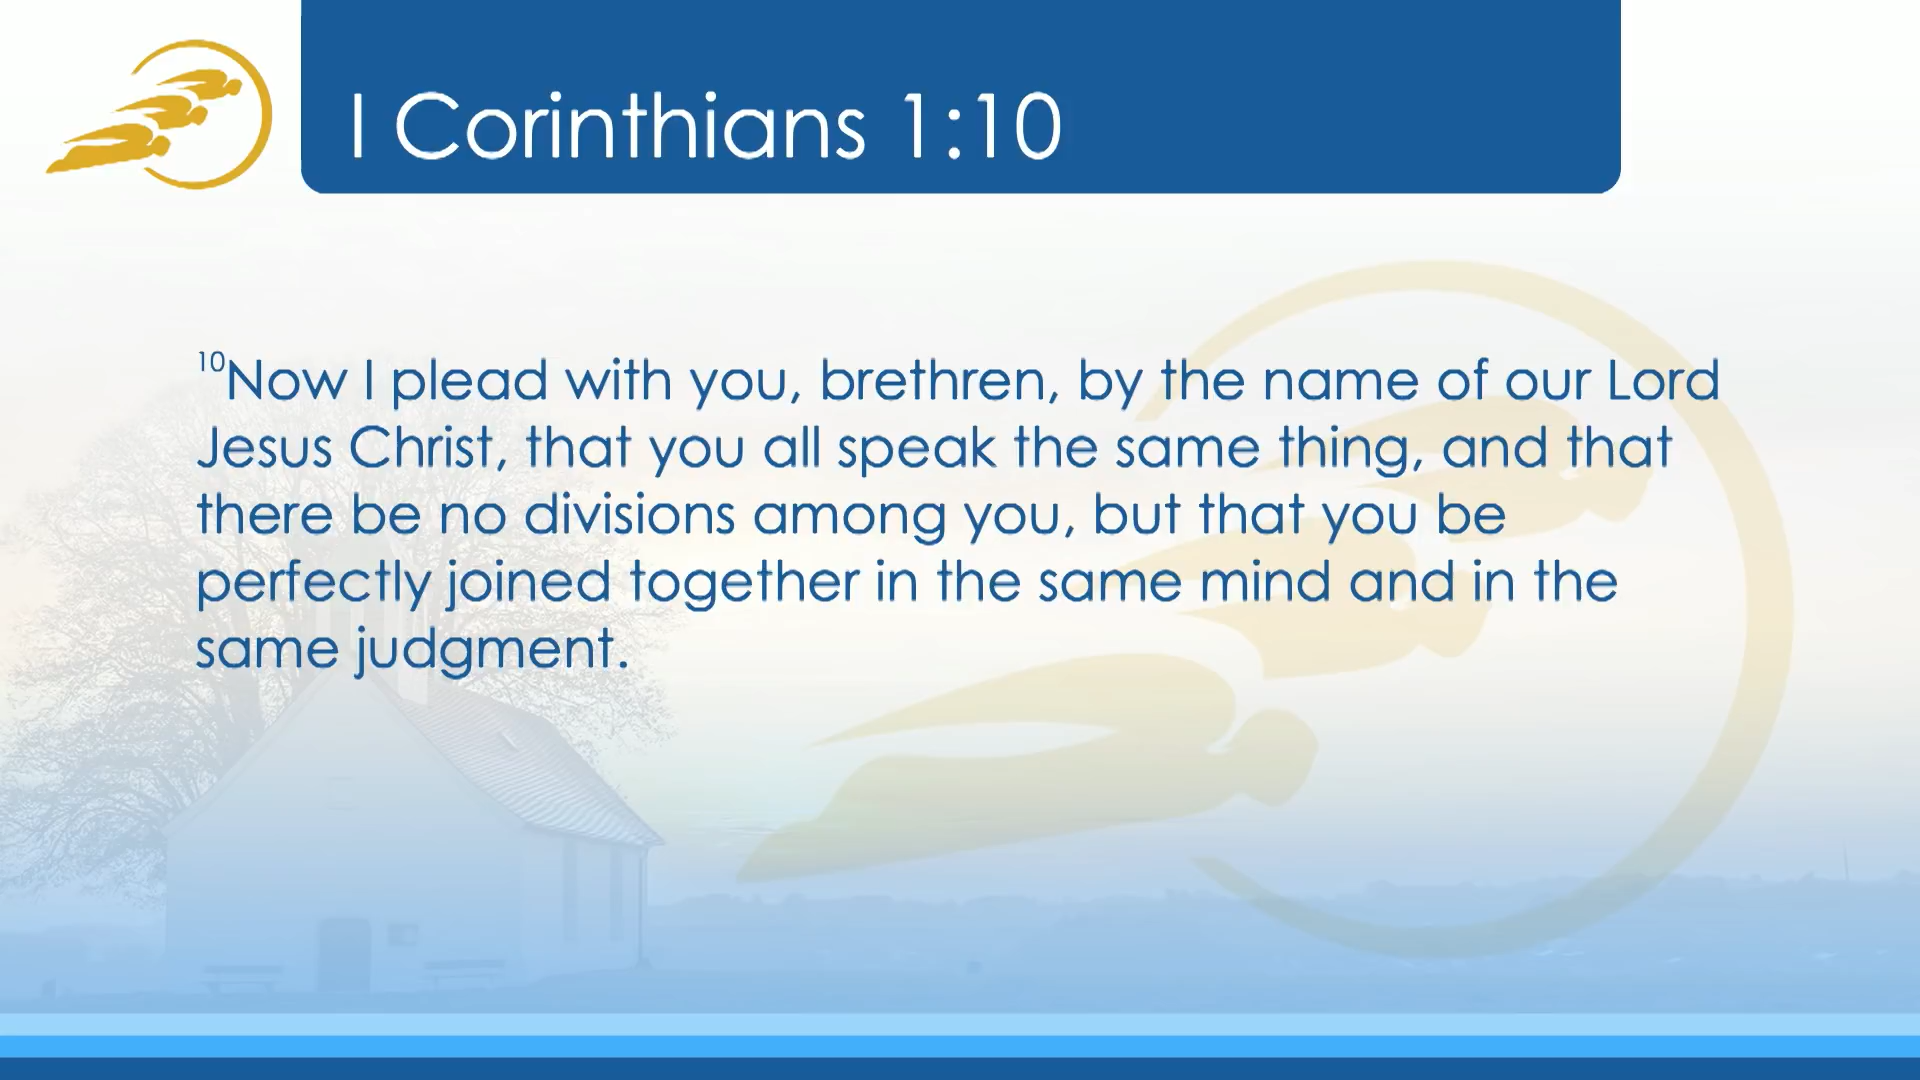 I Corinthians 1:10
10Now I plead with you, brethren, by the name of our Lord
Jesus Christ, that you all speak the same thing, and that
there be no divisions among you, but that you be
perfectly joined together in the same mind and in the
same judgment.